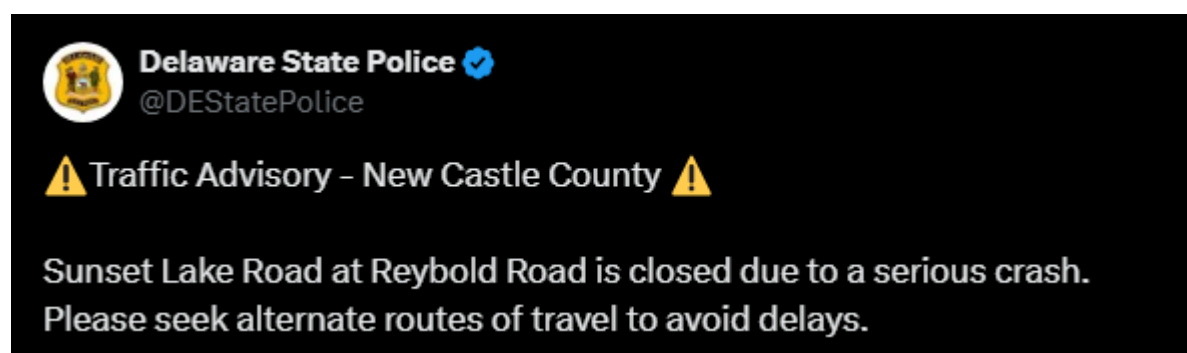 Delaware State Police
@DEStatePolice
⚠️Traffic Advisory – New Castle County ⚠️
Sunset Lake Road at Reybold Road is closed due to a serious crash.
Please seek alternate routes of travel to avoid delays.